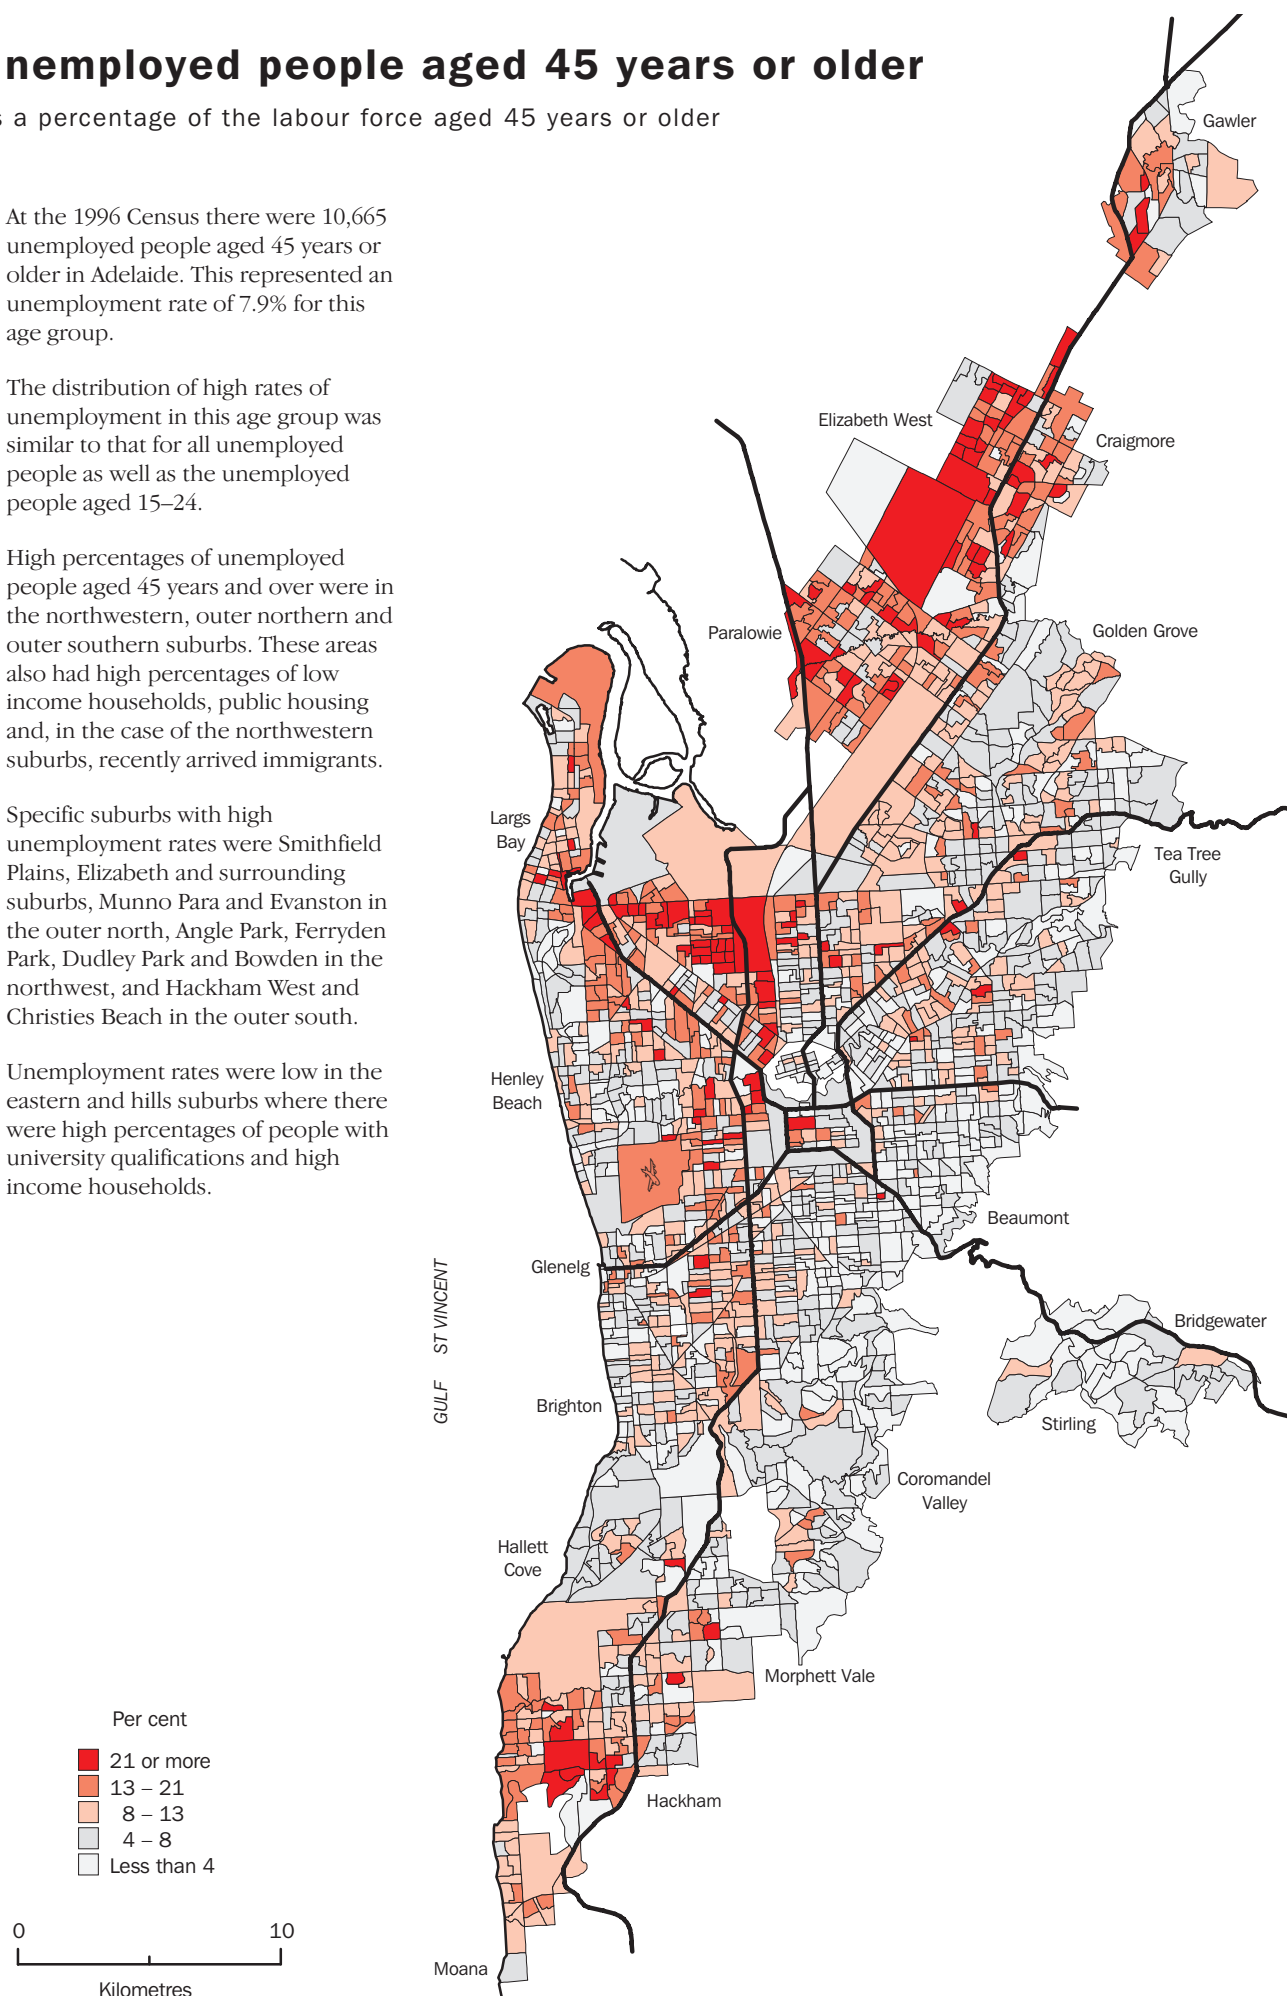 nemployed people aged 45 years or older
s a percentage of the labour force aged 45 years or older
At the 1996 Census there were 10,665
unemployed people aged 45 years or
older in Adelaide. This represented an
unemployment rate of 7.9% for this
age group.
The distribution of high rates of
unemployment in this age group was
similar to that for all unemployed
people as well as the unemployed
people aged 15–24.
High percentages of unemployed
people aged 45 years and over were in
the northwestern, outer northern and
outer southern suburbs. These areas
also had high percentages of low
income households, public housing
and, in the case of the northwestern
suburbs, recently arrived immigrants.
Specific suburbs with high
unemployment rates were Smithfield
Plains, Elizabeth and surrounding
suburbs, Munno Para and Evanston in
the outer north, Angle Park, Ferryden
Park, Dudley Park and Bowden in the
northwest, and Hackham West and
Christies Beach in the outer south.
Unemployment rates were low in the
eastern and hills suburbs where there
were high percentages of people with
university qualifications and high
income households.
Gawler
Elizabeth West
Craigmore
Paralowie
Golden Grove
Largs
Bay
Tea Tree
Gully
Henley
Beach
Beaumont
Glenelg
GULF ST VINCENT
Bridgewater
Brighton
Stirling
Coromandel
Valley
Hallett
Cove
Morphett Vale
Hackham
Moana
Per cent
21 or more
13 – 21
8 – 13
4 – 8
Less than 4
0 10
Kilometres